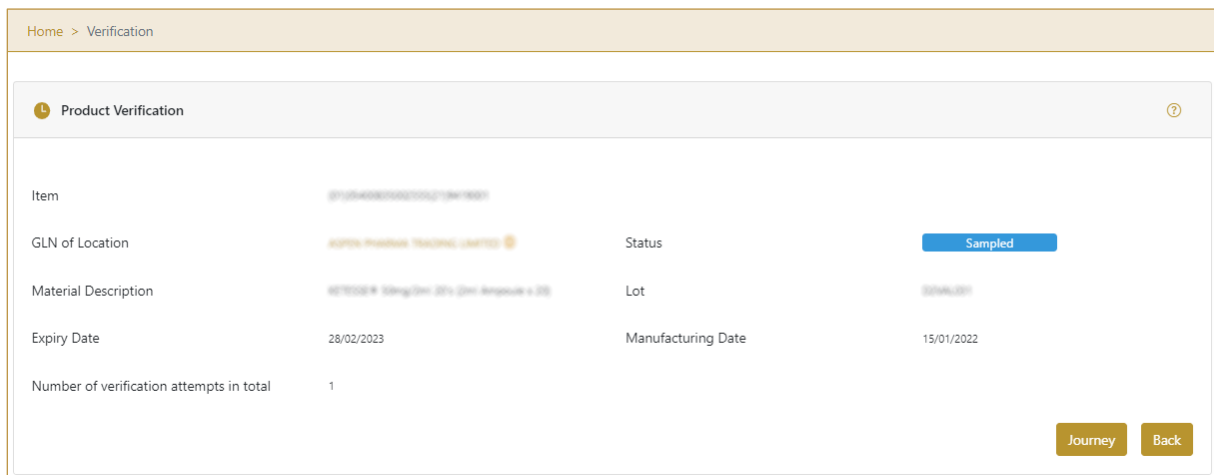 Home > Verification
Product Verification
Item
GLN of Location Status Sampled
Material Description Lot
Expiry Date 28/02/2023 Manufacturing Date 15/01/2022
Number of verification attempts in total 1
Journey Back